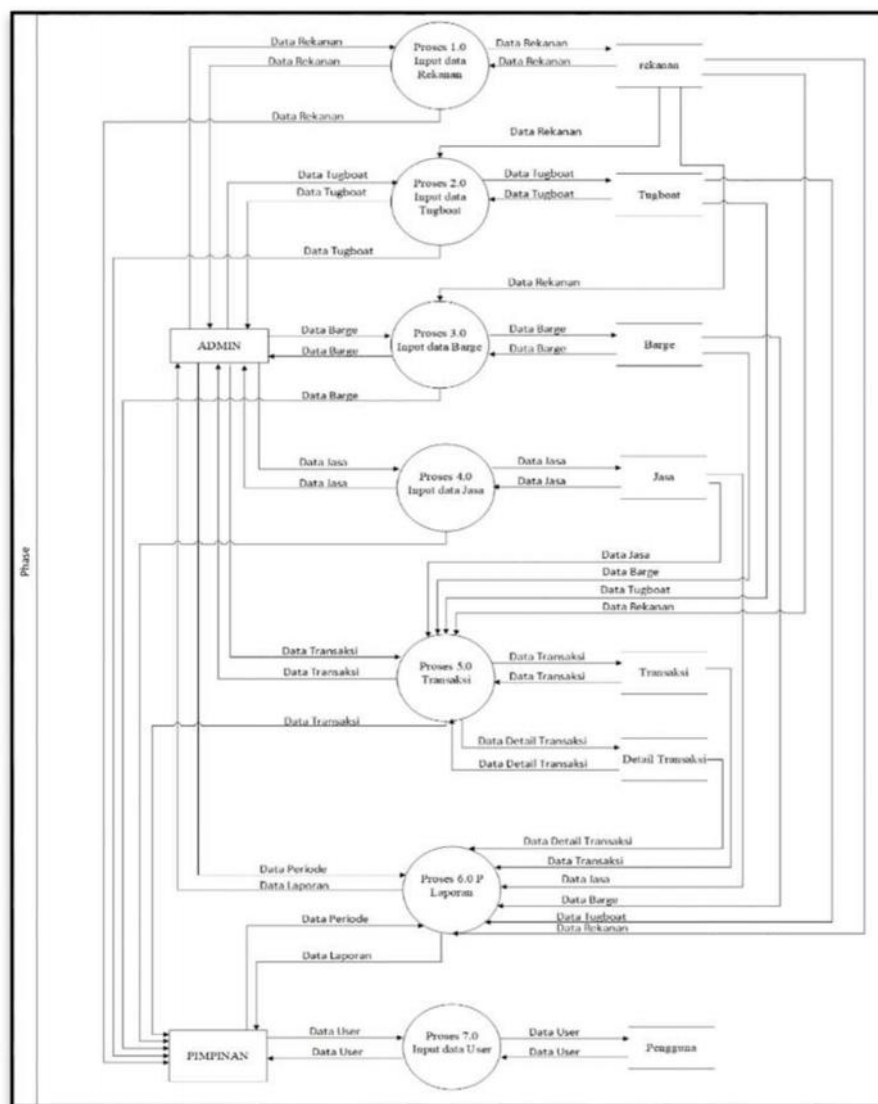 Phase
Data Rekanan
Proses 1.0
Input data
Rekanan
Data Rekanan
rekanan
Data Rekanan
Data Rekanan
Data Rekanan
Data Rekanan
Data Tugboat
Proses 2.0
Input data
Tugboat
Data Tugboat
Tugboat
Data Tugboat
Data Tugboat
Data Tugboat
Data Rekanan
ADMIN
Data Barge
Proses 3.0
Input data Barge
Data Barge
Barge
Data Barge
Data Barge
Data Barge
Data Jasa
Proses 4.0
Input data Jasa
Data Jasa
Jasa
Data Jasa
Data Jasa
Data Jasa
Data Barge
Data Tugboat
Data Rekanan
Data Transaksi
Proses 5.0
Transaksi
Data Transaksi
Transaksi
Data Transaksi
Data Transaksi
Data Transaksi
Data Detail Transaksi
Detail Transaksi
Data Detail Transaksi
Data Detail Transaksi
Data Periode
Proses 6.0 P
Laporan
Data Transaksi
Data Laporan
Data Jasa
Data Barge
Data Periode
Data Tugboat
Data Rekanan
Data Laporan
PIMPINAN
Data User
Proses 7.0
Input data User
Data User
Pengguna
Data User
Data User